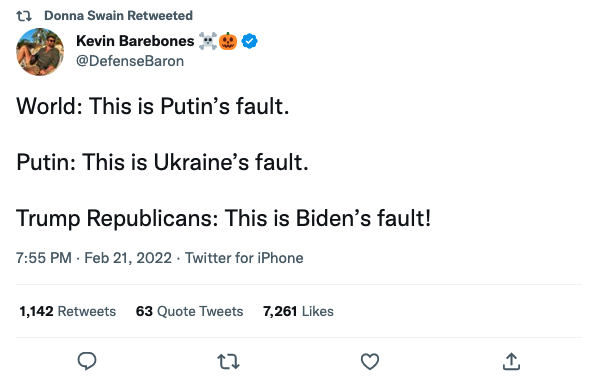 Donna Swain Retweeted
Kevin Barebones ☠️🎃
@DefenseBaron
World: This is Putin’s fault.
Putin: This is Ukraine’s fault.
Trump Republicans: This is Biden’s fault!
7:55 PM · Feb 21, 2022 · Twitter for iPhone
1,142 Retweets 63 Quote Tweets 7,261 Likes